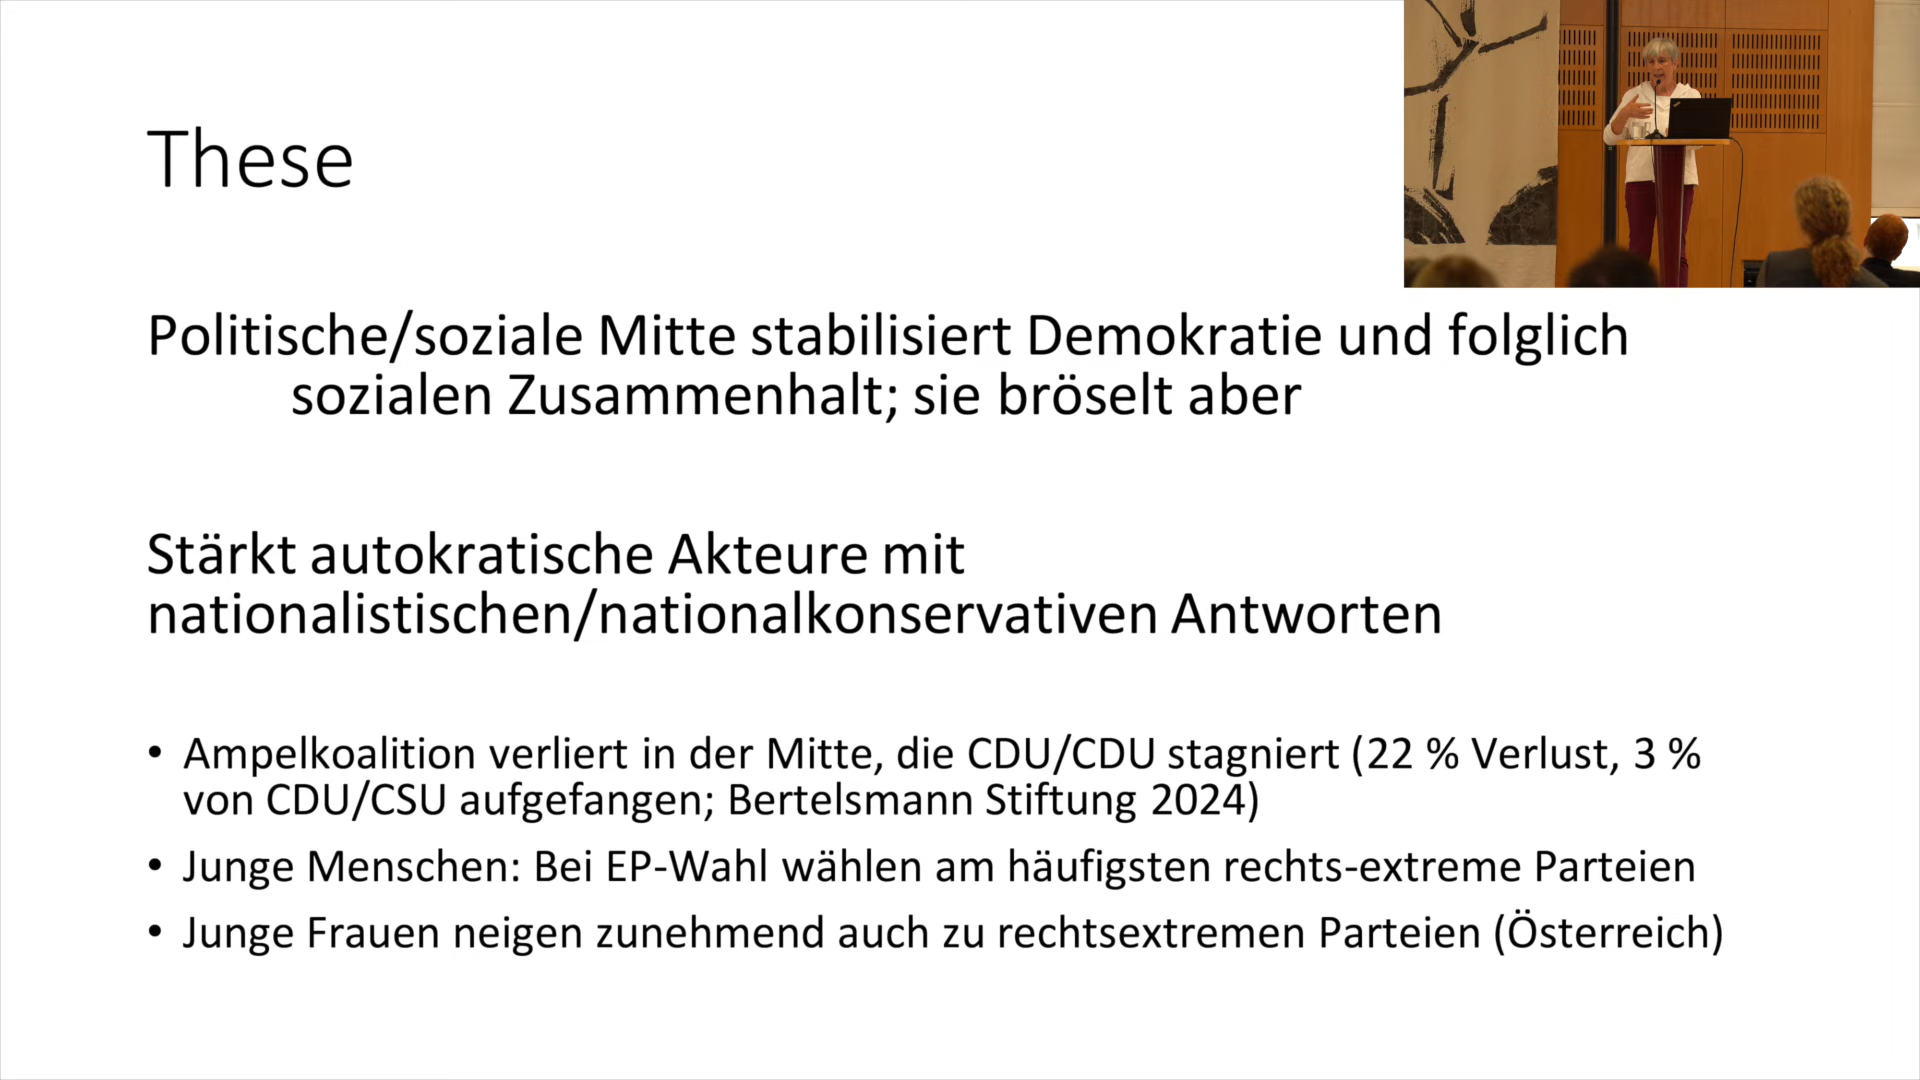 These
Politische/soziale Mitte stabilisiert Demokratie und folglich
sozialen Zusammenhalt; sie bröselt aber
Stärkt autokratische Akteure mit
nationalistischen/nationalkonservativen Antworten
• Ampelkoalition verliert in der Mitte, die CDU/CDU stagniert (22 % Verlust, 3 %
von CDU/CSU aufgefangen; Bertelsmann Stiftung 2024)
• Junge Menschen: Bei EP-Wahl wählen am häufigsten rechts-extreme Parteien
• Junge Frauen neigen zunehmend auch zu rechtsextremen Parteien (Österreich)